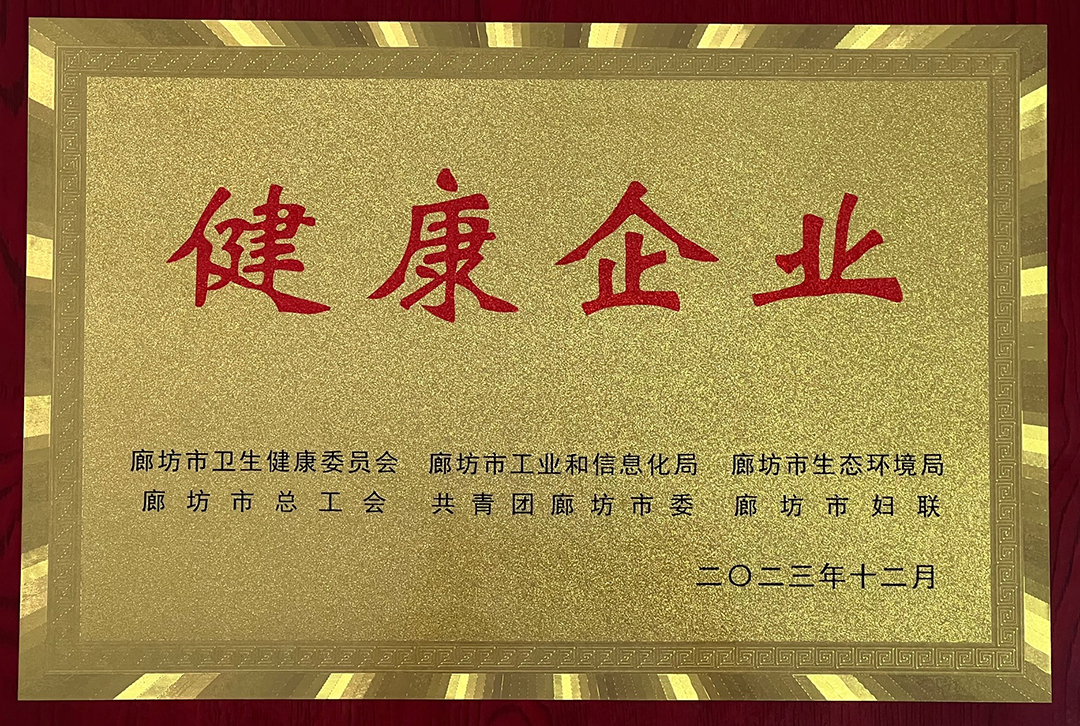 健康企业
廊坊市卫生健康委员会 廊坊市工业和信息化局 廊坊市生态环境局
廊坊市总工会 共青团廊坊市委 廊坊市妇联
二〇二三年十二月